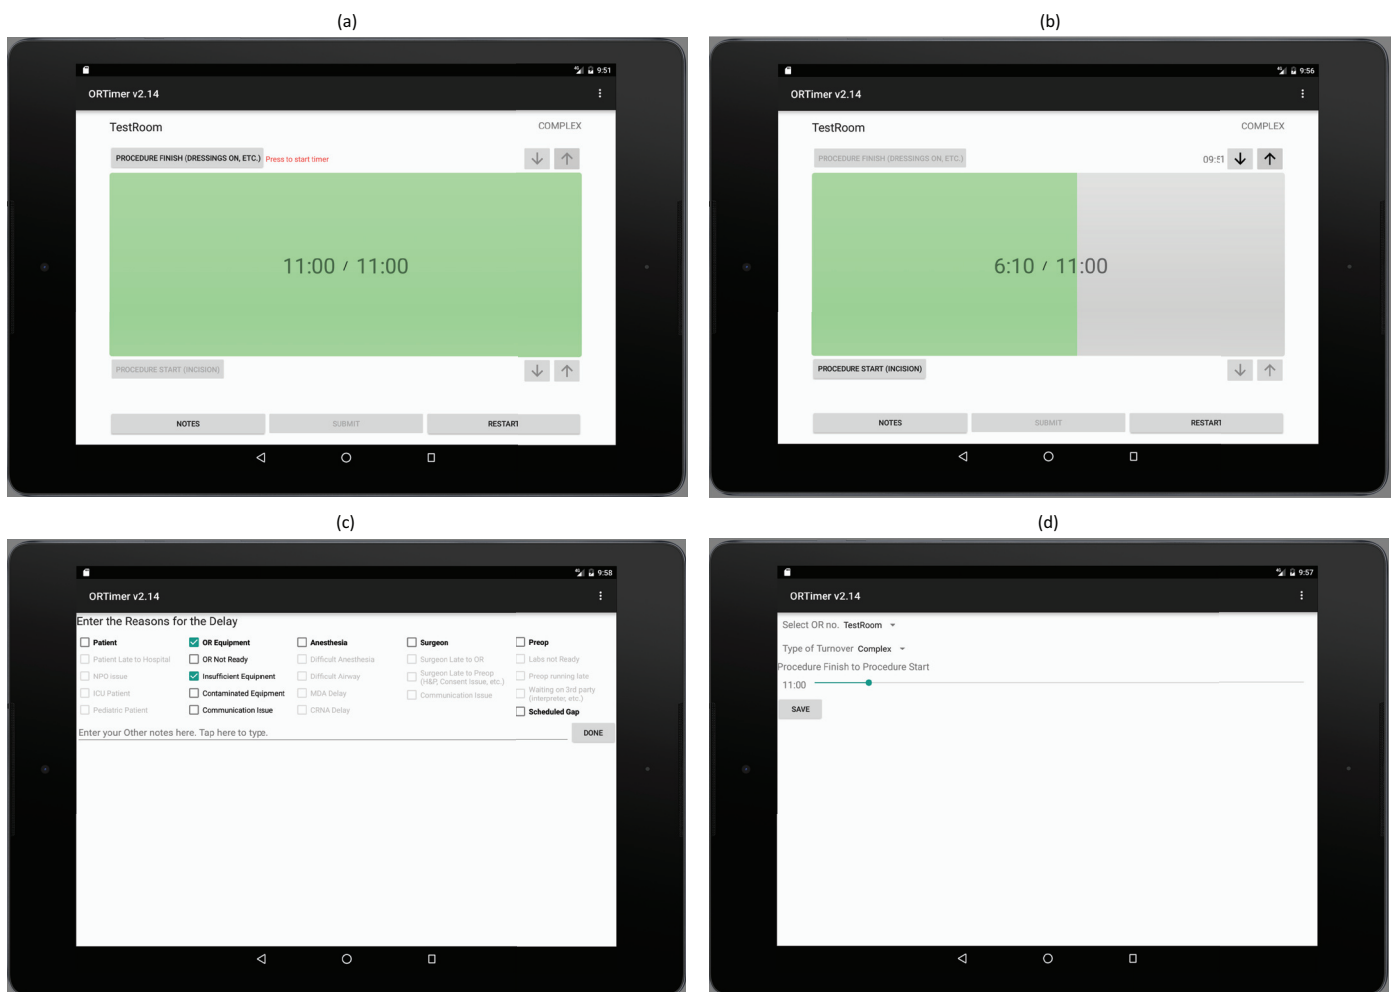 (a)
9:51
ORTimer v2.14
TestRoom COMPLEX
PROCEDURE FINISH (DRESSINGS ON, ETC.) Press to start timer
11:00 / 11:00
PROCEDURE START (INCISION)
NOTES SUBMIT RESTART
(b)
9:56
ORTimer v2.14
TestRoom COMPLEX
PROCEDURE FINISH (DRESSINGS ON, ETC.) 09:51
6:10 / 11:00
PROCEDURE START (INCISION)
NOTES SUBMIT RESTART
(c)
9:58
ORTimer v2.14
Enter the Reasons for the Delay
Patient OR Equipment Anesthesia Surgeon Preop
Patient Late to Hospital OR Not Ready Difficult Anesthesia Surgeon Late to OR Labs not Ready
NPO issue Insufficient Equipment Difficult Airway Surgeon Late to Preop (H&P, Consent Issue, etc.) Preop running late
ICU Patient Contaminated Equipment MDA Delay Communication Issue Waiting on 3rd party (interpreter, etc.)
Pediatric Patient Communication Issue CRNA Delay Scheduled Gap
Enter your Other notes here. Tap here to type. DONE
(d)
9:57
ORTimer v2.14
Select OR no. TestRoom
Type of Turnover Complex
Procedure Finish to Procedure Start
11:00
SAVE